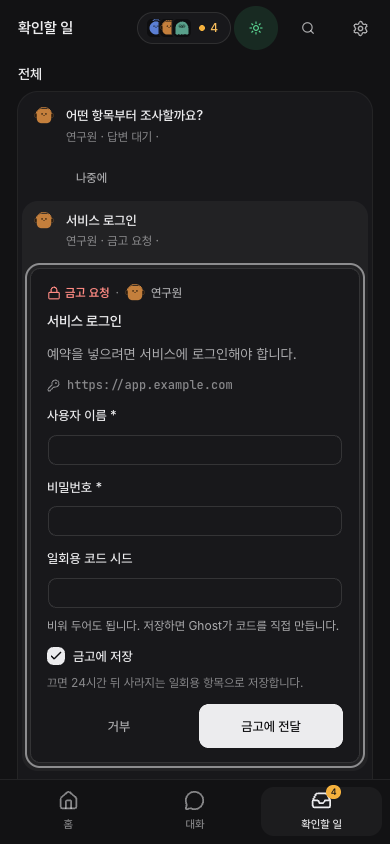 확인할 일
4
전체
어떤 항목부터 조사할까요?
연구원 · 답변 대기 ·
나중에
서비스 로그인
연구원 · 금고 요청 ·
금고 요청 · 연구원
서비스 로그인
예약을 넣으려면 서비스에 로그인해야 합니다.
https://app.example.com
사용자 이름 *
비밀번호 *
일회용 코드 시드
비워 두어도 됩니다. 저장하면 Ghost가 코드를 직접 만듭니다.
금고에 저장
끄면 24시간 뒤 사라지는 일회용 항목으로 저장합니다.
거부
금고에 전달
4
홈
대화
확인할 일